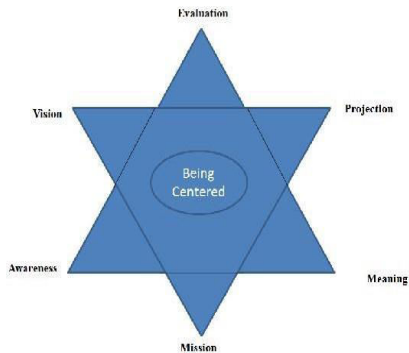 Evaluation
Vision
Projection
Being
Centered
Awareness
Meaning
Mission